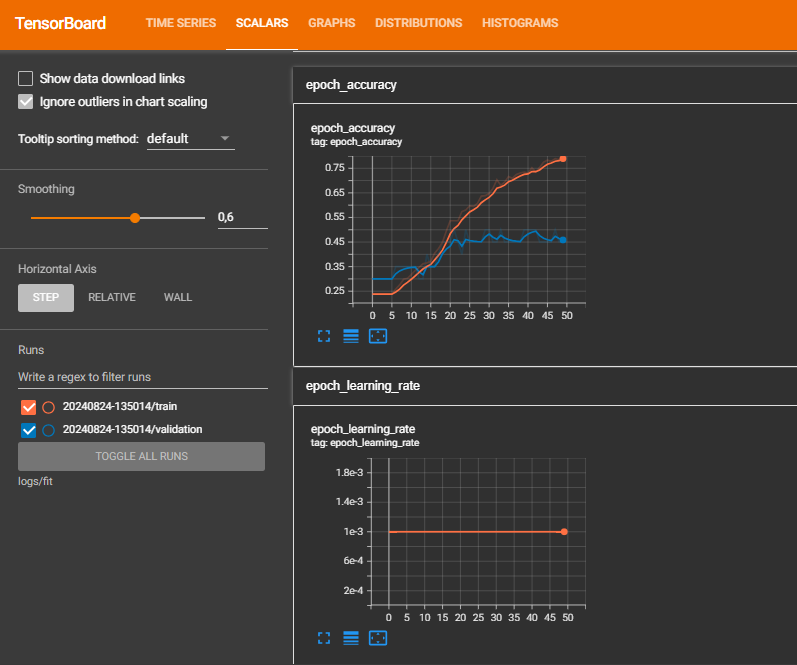 TensorBoard TIME SERIES SCALARS GRAPHS DISTRIBUTIONS HISTOGRAMS
Show data download links
Ignore outliers in chart scaling
Tooltip sorting method: default
Smoothing
0,6
Horizontal Axis
STEP RELATIVE WALL
Runs
Write a regex to filter runs
20240824-135014/train
20240824-135014/validation
TOGGLE ALL RUNS
logs/fit
epoch_accuracy
epoch_accuracy
tag: epoch_accuracy
0.75
0.65
0.55
0.45
0.35
0.25
0 5 10 15 20 25 30 35 40 45 50
epoch_learning_rate
epoch_learning_rate
tag: epoch_learning_rate
1.8e-3
1.4e-3
1e-3
6e-4
2e-4
0 5 10 15 20 25 30 35 40 45 50